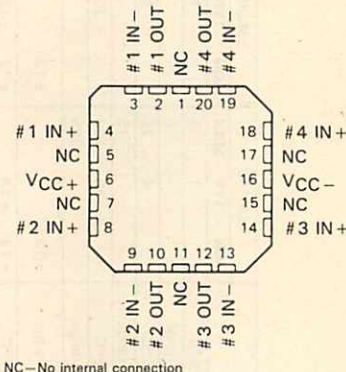 #1 IN−
#1 OUT
NC
#4 OUT
#4 IN−
3 2 1 20 19
#1 IN+ 4
NC 5
VCC+ 6
NC 7
#2 IN+ 8
18 #4 IN+
17 NC
16 VCC−
15 NC
14 #3 IN+
9 10 11 12 13
#2 IN−
#2 OUT
NC
#3 OUT
#3 IN−
NC—No internal connection